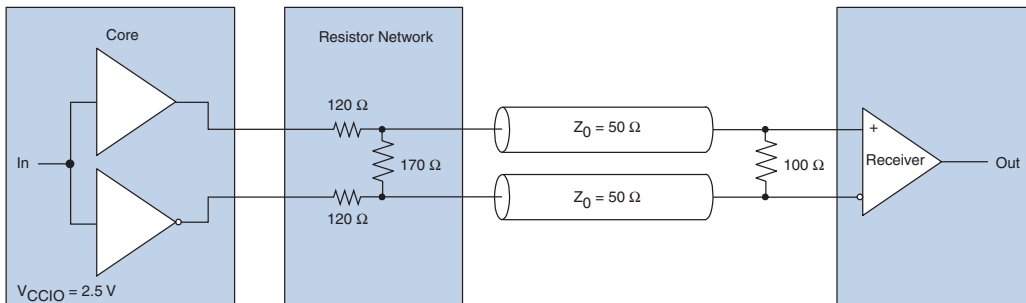 Core
Resistor Network
120 Ω
Z0 = 50 Ω
+
In
170 Ω
100 Ω
Receiver
Out
Z0 = 50 Ω
120 Ω
VCCIO = 2.5 V